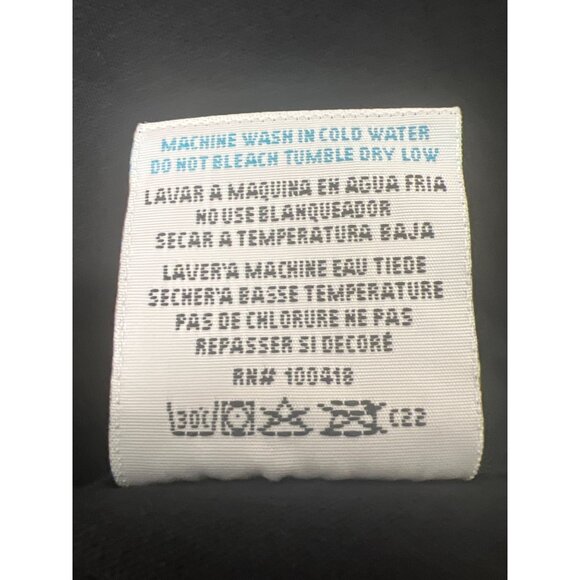 MACHINE WASH IN COLD WATER
DO NOT BLEACH TUMBLE DRY LOW
LAVAR A MAQUINA EN AGUA FRIA
NO USE BLANQUEADOR
SECAR A TEMPERATURA BAJA
LAVER'A MACHINE EAU TIEDE
SECHER'A BASSE TEMPERATURE
PAS DE CHLORURE NE PAS
REPASSER SI DECORÉ
RN# 100418
30°C C22